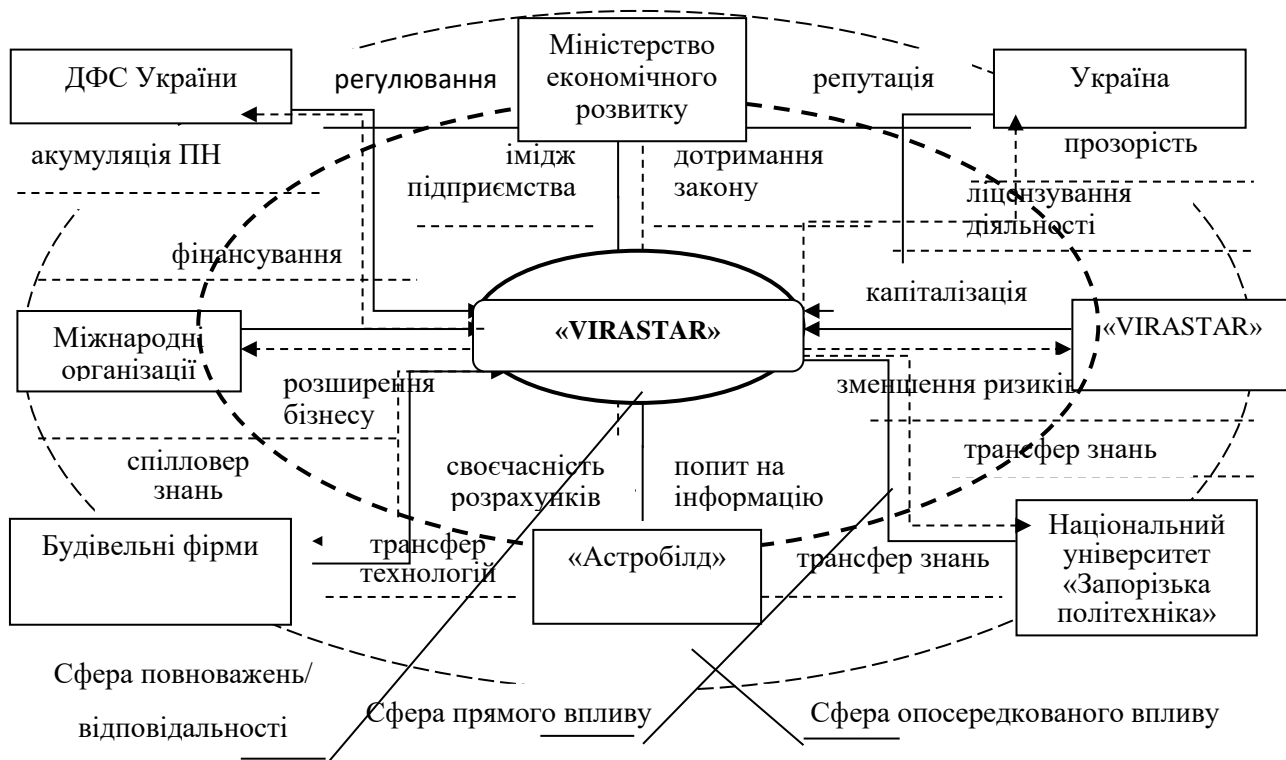 Міністерство
економічного
розвитку
ДФС України
регулювання
репутація
Україна
акумуляція ПН
імідж
підприємства
дотримання
закону
прозорість
ліцензування
діяльності
фінансування
капіталізація
«VIRASTAR»
«VIRASTAR»
Міжнародні
організації
розширення
бізнесу
зменшення ризиків
спілловер
знань
своєчасність
розрахунків
попит на
інформацію
трансфер знань
Будівельні фірми
трансфер
технологій
«Астробілд»
трансфер знань
Національний
університет
«Запорізька
політехніка»
Сфера повноважень/
відповідальності
Сфера прямого впливу
Сфера опосередкованого впливу